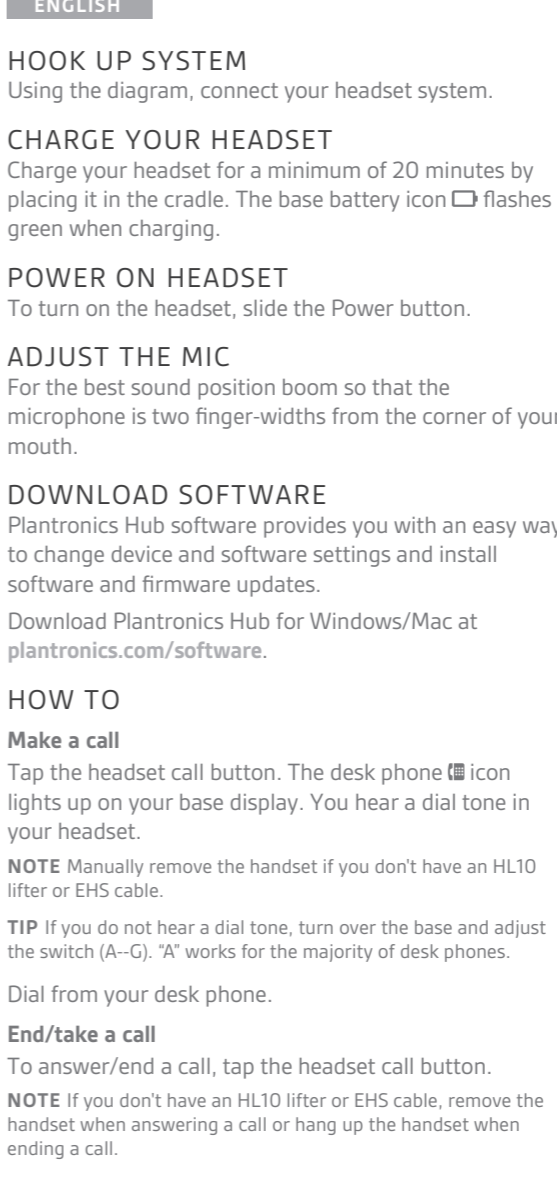 ENGLISH
HOOK UP SYSTEM
Using the diagram, connect your headset system.
CHARGE YOUR HEADSET
Charge your headset for a minimum of 20 minutes by
placing it in the cradle. The base battery icon flashes
green when charging.
POWER ON HEADSET
To turn on the headset, slide the Power button.
ADJUST THE MIC
For the best sound position boom so that the
microphone is two finger-widths from the corner of your
mouth.
DOWNLOAD SOFTWARE
Plantronics Hub software provides you with an easy way
to change device and software settings and install
software and firmware updates.
Download Plantronics Hub for Windows/Mac at
plantronics.com/software.
HOW TO
Make a call
Tap the headset call button. The desk phone icon
lights up on your base display. You hear a dial tone in
your headset.
NOTE Manually remove the handset if you don't have an HL10
lifter or EHS cable.
TIP If you do not hear a dial tone, turn over the base and adjust
the switch (A--G). “A” works for the majority of desk phones.
Dial from your desk phone.
End/take a call
To answer/end a call, tap the headset call button.
NOTE If you don't have an HL10 lifter or EHS cable, remove the
handset when answering a call or hang up the handset when
ending a call.